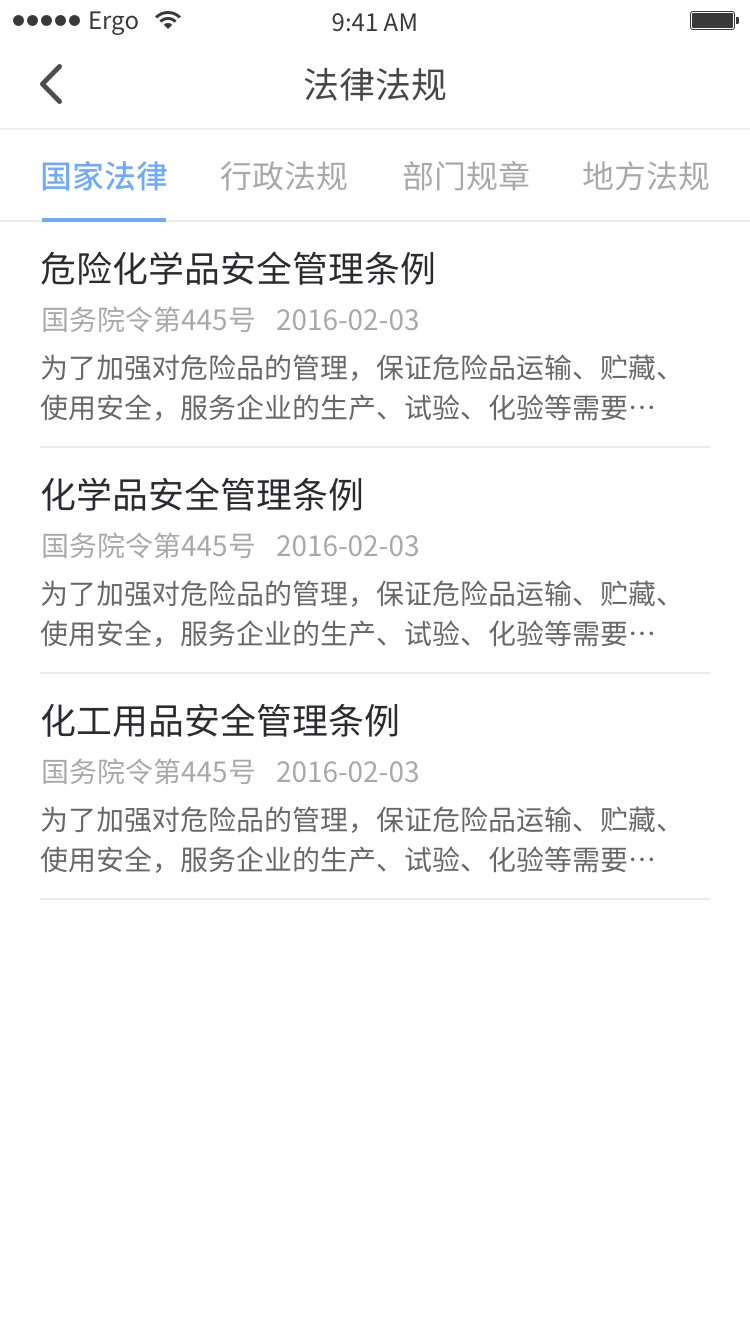 Ergo 9:41 AM
法律法规
国家法律 行政法规 部门规章 地方法规
危险化学品安全管理条例
国务院令第445号 2016-02-03
为了加强对危险品的管理，保证危险品运输、贮藏、
使用安全，服务企业的生产、试验、化验等需要···
化学品安全管理条例
国务院令第445号 2016-02-03
为了加强对危险品的管理，保证危险品运输、贮藏、
使用安全，服务企业的生产、试验、化验等需要···
化工用品安全管理条例
国务院令第445号 2016-02-03
为了加强对危险品的管理，保证危险品运输、贮藏、
使用安全，服务企业的生产、试验、化验等需要···